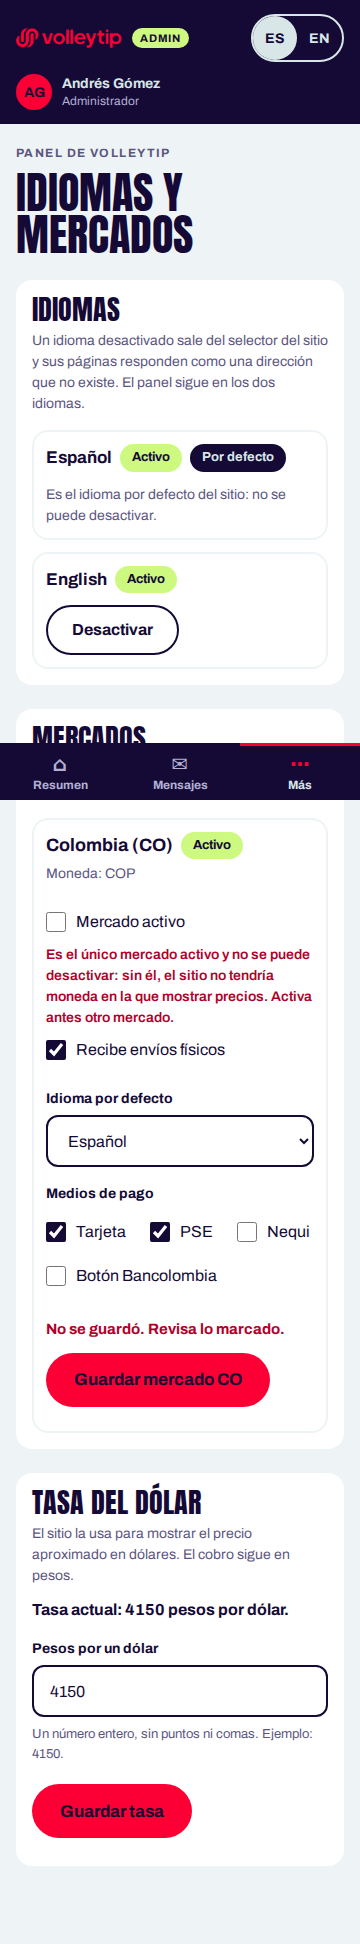 volleytip ADMIN ES EN
AG Andrés Gómez
Administrador
PANEL DE VOLLEYTIP
IDIOMAS Y
MERCADOS
IDIOMAS
Un idioma desactivado sale del selector del sitio
y sus páginas responden como una dirección
que no existe. El panel sigue en los dos
idiomas.
Español Activo Por defecto
Es el idioma por defecto del sitio: no se
puede desactivar.
English Activo
Desactivar
MERCADOS
Resumen Mensajes Más
Colombia (CO) Activo
Moneda: COP
Mercado activo
Es el único mercado activo y no se puede
desactivar: sin él, el sitio no tendría
moneda en la que mostrar precios. Activa
antes otro mercado.
Recibe envíos físicos
Idioma por defecto
Español
Medios de pago
Tarjeta PSE Nequi
Botón Bancolombia
No se guardó. Revisa lo marcado.
Guardar mercado CO
TASA DEL DÓLAR
El sitio la usa para mostrar el precio
aproximado en dólares. El cobro sigue en
pesos.
Tasa actual: 4150 pesos por dólar.
Pesos por un dólar
4150
Un número entero, sin puntos ni comas. Ejemplo:
4150.
Guardar tasa